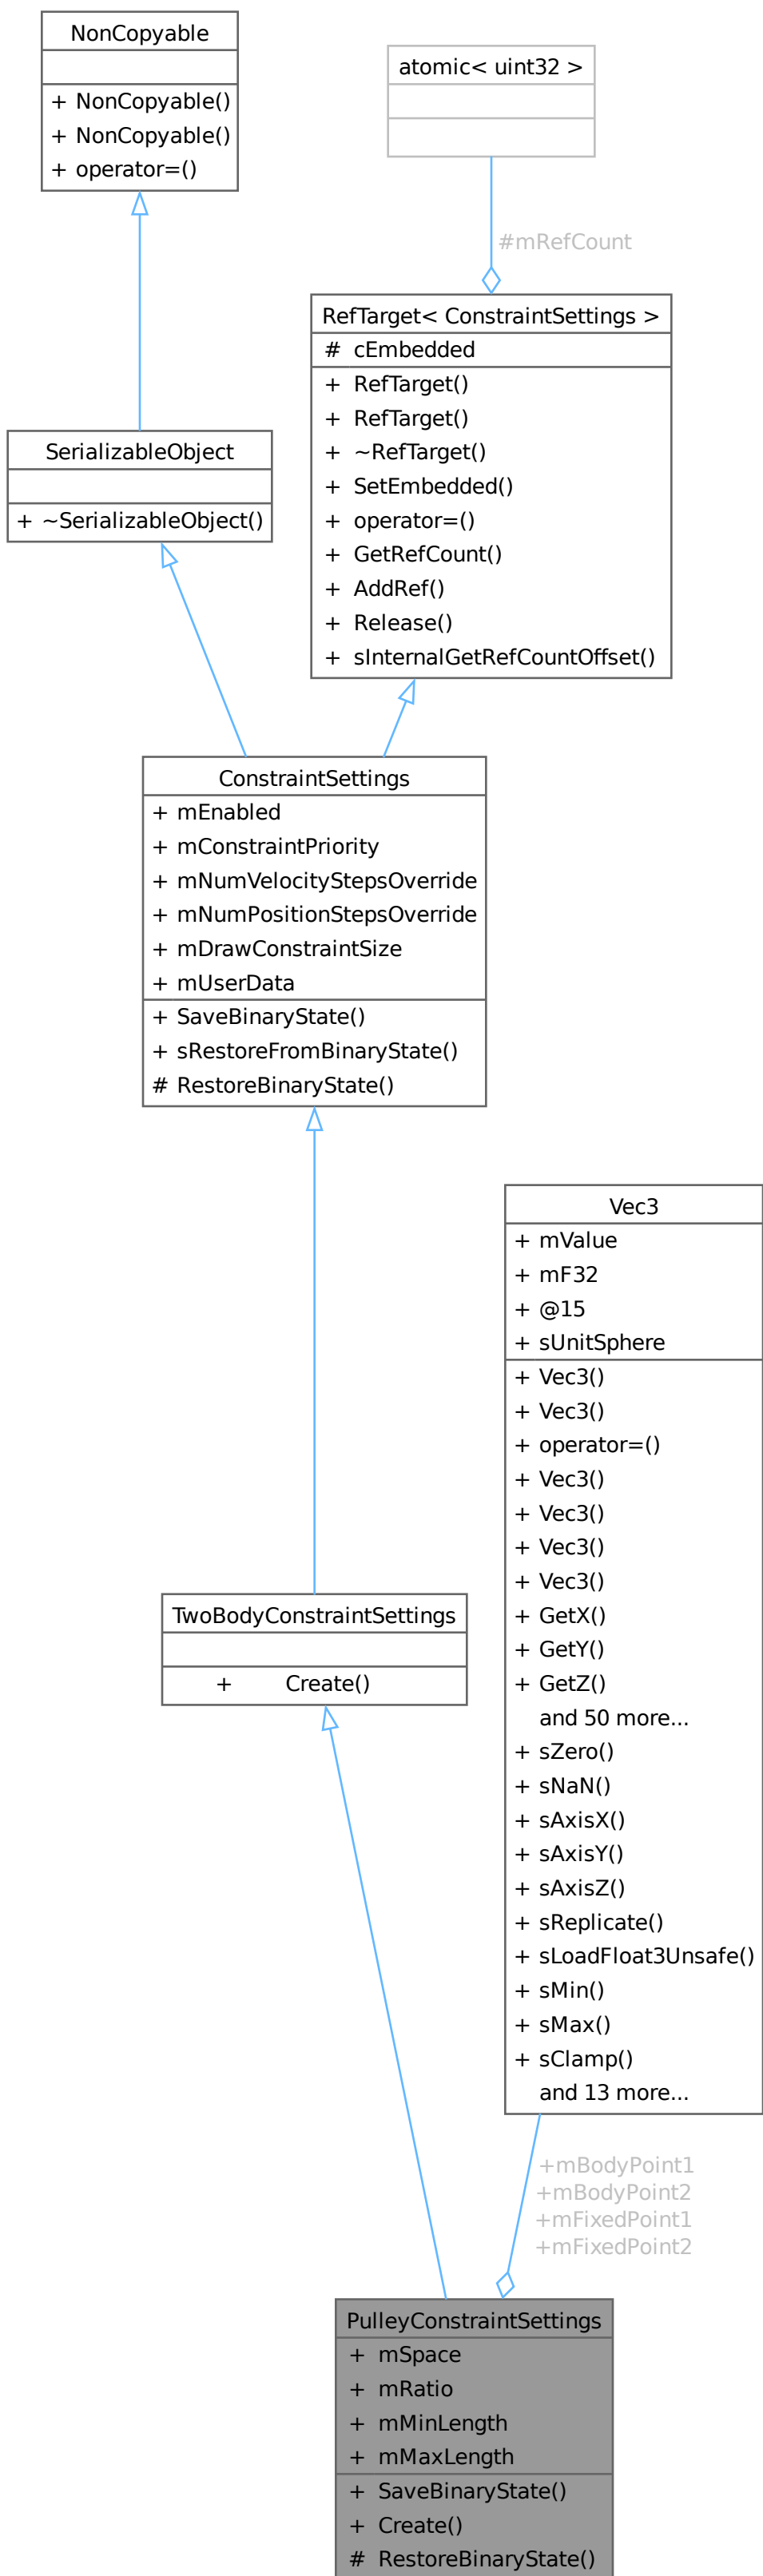 NonCopyable
+ NonCopyable()
+ NonCopyable()
+ operator=()
atomic< uint32 >
#mRefCount
RefTarget< ConstraintSettings >
# cEmbedded
+ RefTarget()
+ RefTarget()
+ ~RefTarget()
+ SetEmbedded()
+ operator=()
+ GetRefCount()
+ AddRef()
+ Release()
+ sInternalGetRefCountOffset()
SerializableObject
+ ~SerializableObject()
ConstraintSettings
+ mEnabled
+ mConstraintPriority
+ mNumVelocityStepsOverride
+ mNumPositionStepsOverride
+ mDrawConstraintSize
+ mUserData
+ SaveBinaryState()
+ sRestoreFromBinaryState()
# RestoreBinaryState()
Vec3
+ mValue
+ mF32
+ @15
+ sUnitSphere
+ Vec3()
+ Vec3()
+ operator=()
+ Vec3()
+ Vec3()
+ Vec3()
+ Vec3()
+ GetX()
+ GetY()
+ GetZ()
and 50 more...
+ sZero()
+ sNaN()
+ sAxisX()
+ sAxisY()
+ sAxisZ()
+ sReplicate()
+ sLoadFloat3Unsafe()
+ sMin()
+ sMax()
+ sClamp()
and 13 more...
TwoBodyConstraintSettings
+ Create()
+mBodyPoint1
+mBodyPoint2
+mFixedPoint1
+mFixedPoint2
PulleyConstraintSettings
+ mSpace
+ mRatio
+ mMinLength
+ mMaxLength
+ SaveBinaryState()
+ Create()
# RestoreBinaryState()